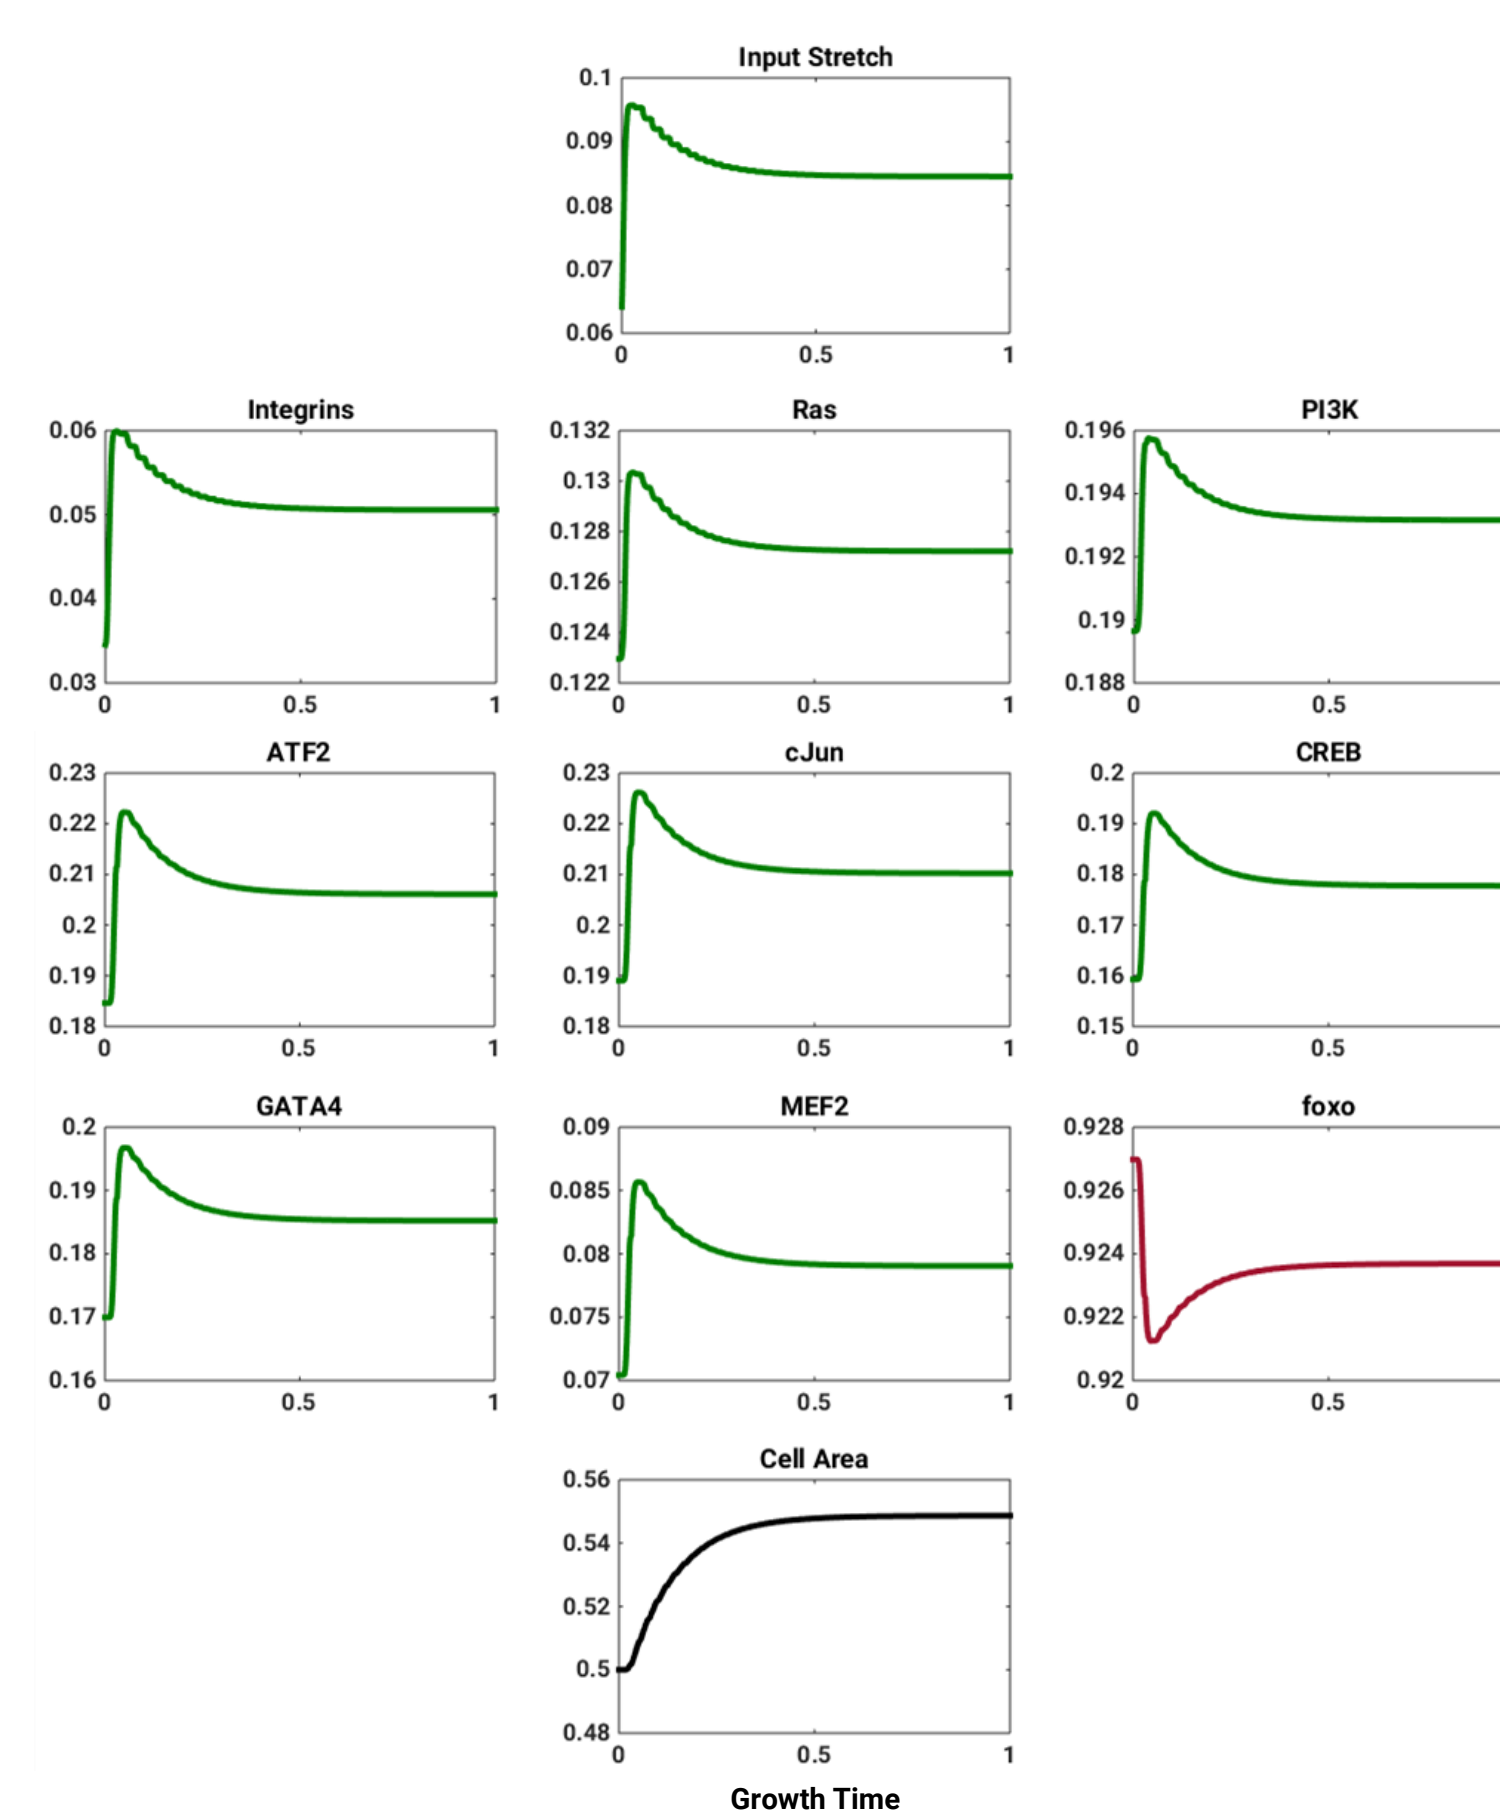 Input Stretch
0.1
0.09
0.08
0.07
0.06
0 0.5 1
Integrins Ras PI3K
0.06 0.132 0.196
0.13
0.05 0.128 0.194
0.126 0.192
0.04 0.124 0.19
0.03 0.122 0.188
0 0.5 1 0 0.5 1 0 0.5
ATF2 cJun CREB
0.23 0.23 0.2
0.22 0.22 0.19
0.21 0.21 0.18
0.2 0.2 0.17
0.19 0.19 0.16
0.18 0.18 0.15
0 0.5 1 0 0.5 1 0 0.5
GATA4 MEF2 foxo
0.2 0.09 0.928
0.19 0.085 0.926
0.18 0.08 0.924
0.17 0.075 0.922
0.16 0.07 0.92
0 0.5 1 0 0.5 1 0 0.5
Cell Area
0.56
0.54
0.52
0.5
0.48
0 0.5 1
Growth Time